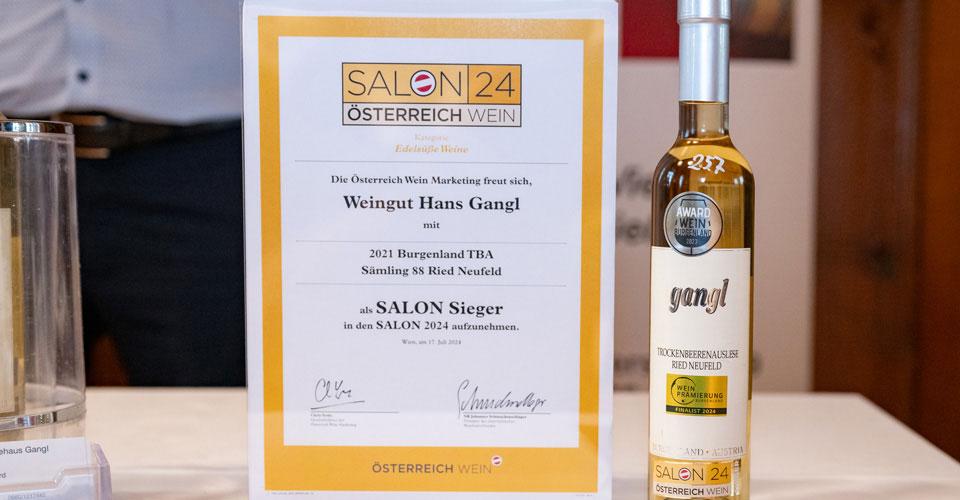 SALON 24
ÖSTERREICH WEIN
Kategorie
Edelsüße Weine
Die Österreich Wein Marketing freut sich,
Weingut Hans Gangl
mit
2021 Burgenland TBA
Sämling 88 Ried Neufeld
als SALON Sieger
in den SALON 2024 aufzunehmen.
Wien, am 17. Juli 2024
ÖSTERREICH WEIN
257
AWARD
WEIN
BURGENLAND
2023
gangl
TROCKENBEERENAUSLESE
RIED NEUFELD
WEIN
PRÄMIERUNG
BURGENLAND
FINALIST 2024
BURGENLAND · AUSTRIA
SALON 24
ÖSTERREICH WEIN
ehaus Gangl